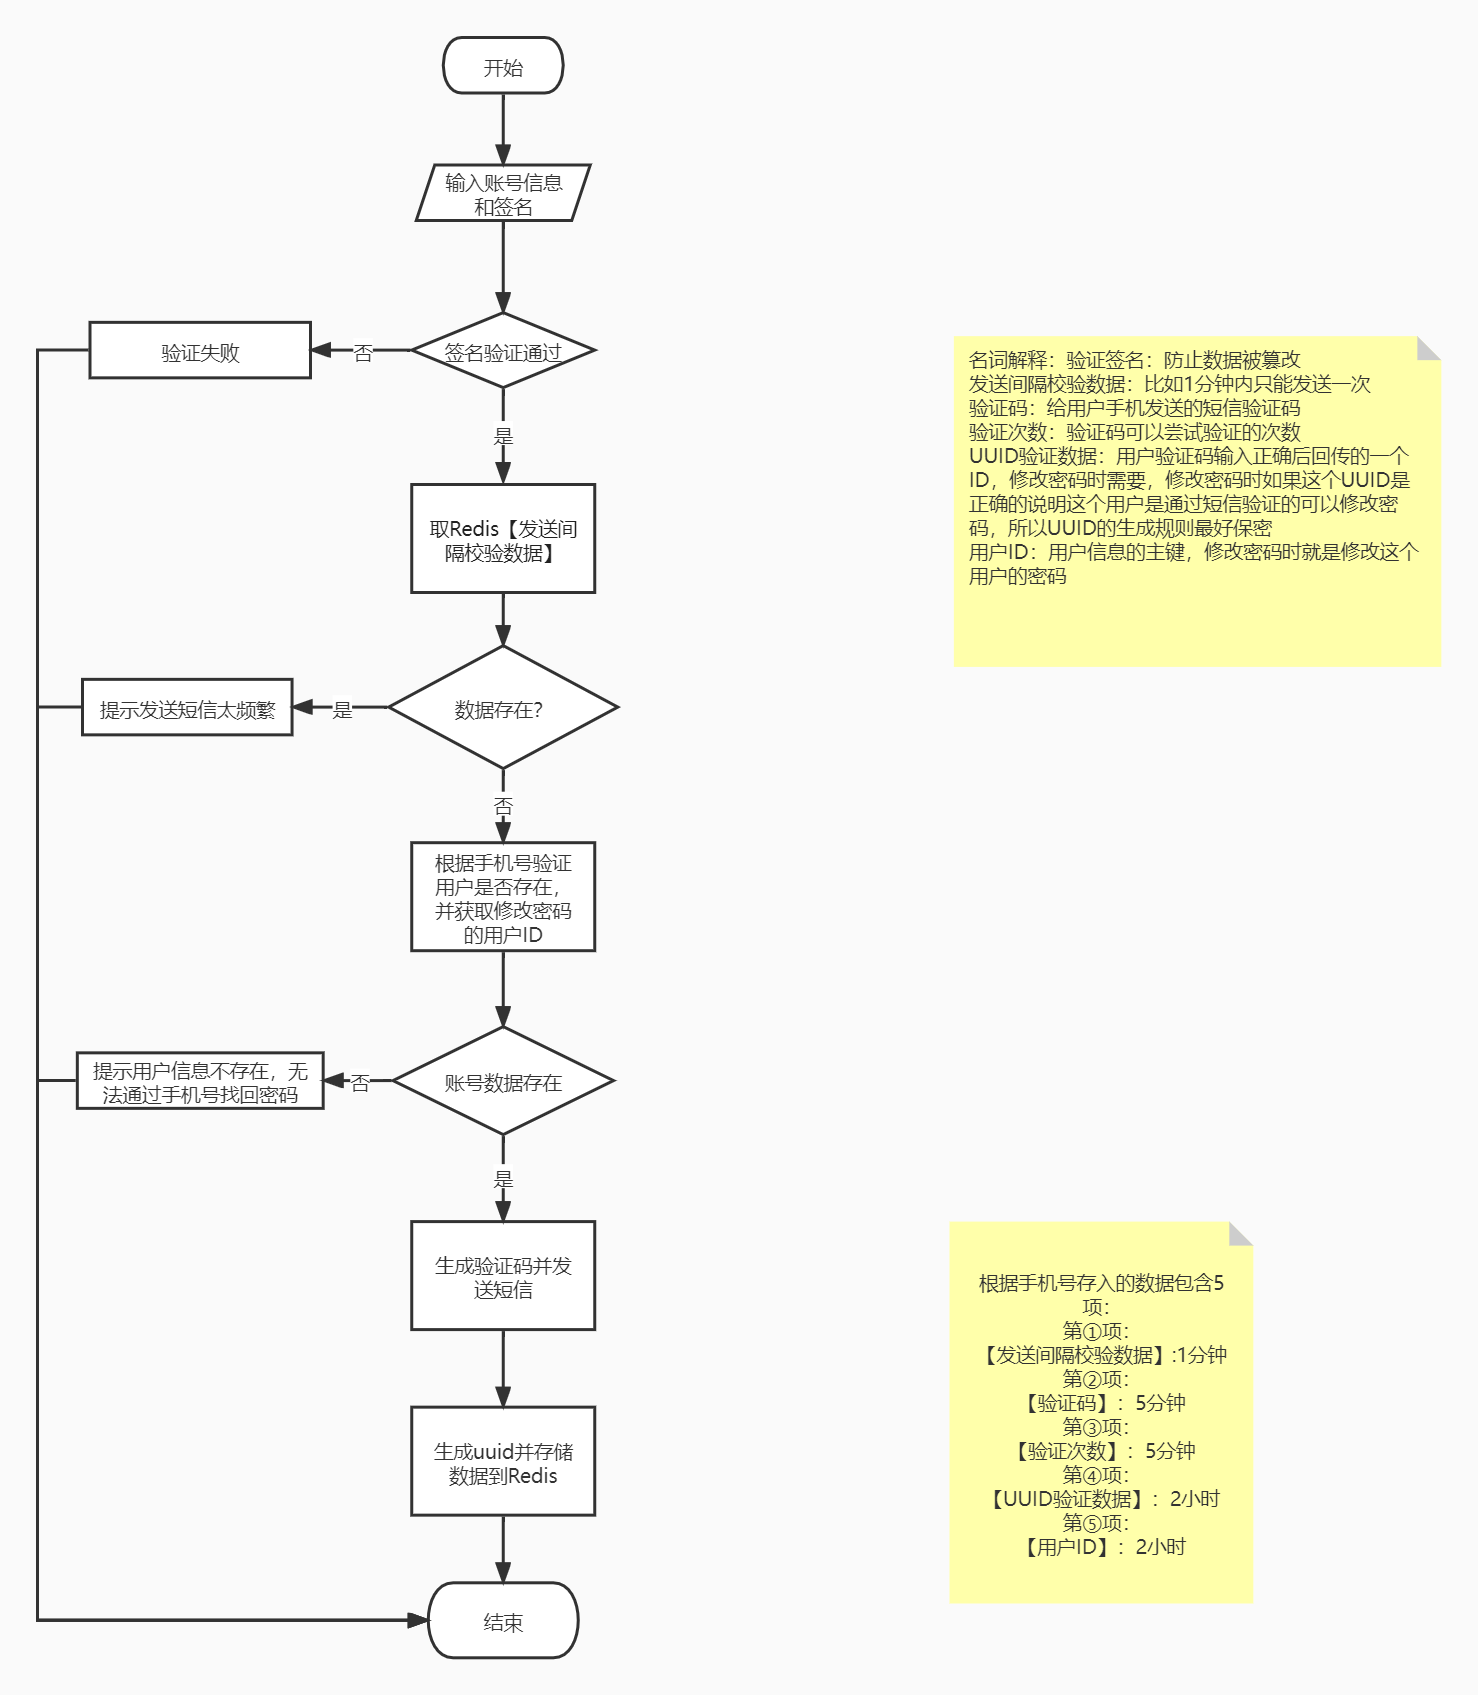 开始
输入账号信息
和签名
签名验证通过
否
验证失败
是
取Redis【发送间
隔校验数据】
数据存在？
是
提示发送短信太频繁
否
根据手机号验证
用户是否存在，
并获取修改密码
的用户ID
账号数据存在
否
提示用户信息不存在，无
法通过手机号找回密码
是
生成验证码并发
送短信
生成uuid并存储
数据到Redis
结束
名词解释：验证签名：防止数据被篡改
发送间隔校验数据：比如1分钟内只能发送一次
验证码：给用户手机发送的短信验证码
验证次数：验证码可以尝试验证的次数
UUID验证数据：用户验证码输入正确后回传的一个
ID，修改密码时需要，修改密码时如果这个UUID是
正确的说明这个用户是通过短信验证的可以修改密
码，所以UUID的生成规则最好保密
用户ID：用户信息的主键，修改密码时就是修改这个
用户的密码
根据手机号存入的数据包含5
项：
第①项：
【发送间隔校验数据】:1分钟
第②项：
【验证码】：5分钟
第③项：
【验证次数】：5分钟
第④项：
【UUID验证数据】：2小时
第⑤项：
【用户ID】：2小时